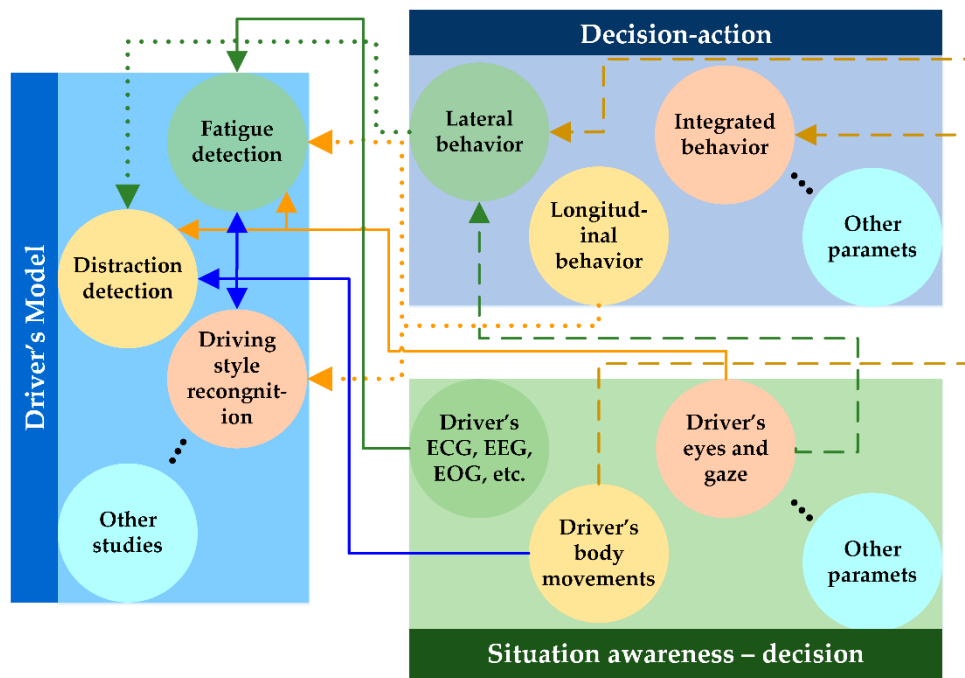 Decision-action
Lateral
behavior
Integrated
behavior
Longitud-
inal
behavior
Other
paramets
Driver's Model
Fatigue
detection
Distraction
detection
Driving
style
recongnit-
ion
Other
studies
Driver's
ECG, EEG,
EOG, etc.
Driver's
eyes and
gaze
Driver's
body
movements
Other
paramets
Situation awareness – decision